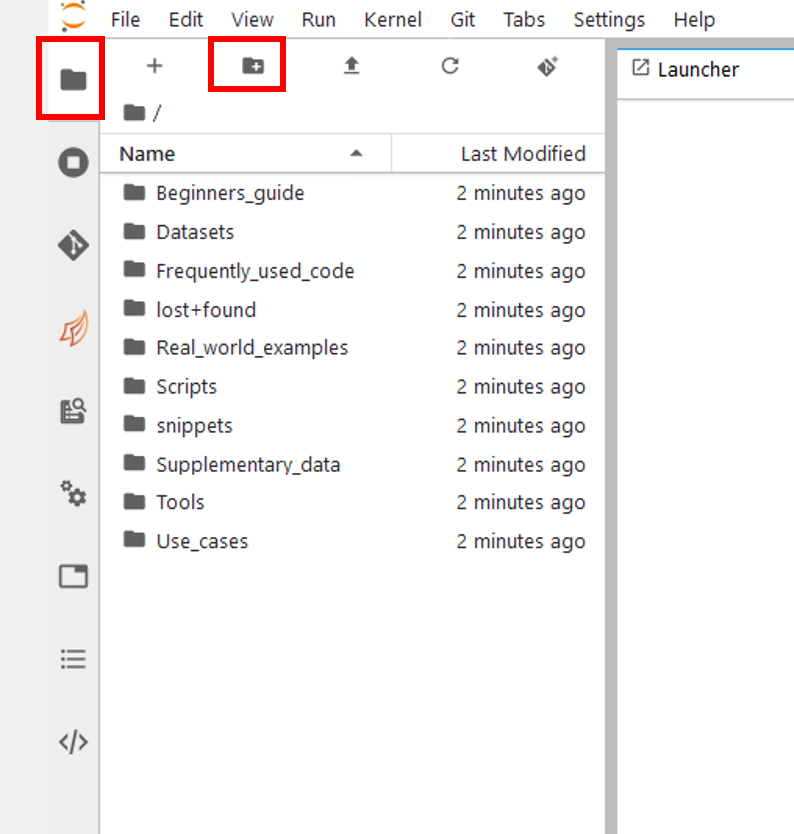 File Edit View Run Kernel Git Tabs Settings Help
Launcher
/
Name Last Modified
Beginners_guide 2 minutes ago
Datasets 2 minutes ago
Frequently_used_code 2 minutes ago
lost+found 2 minutes ago
Real_world_examples 2 minutes ago
Scripts 2 minutes ago
snippets 2 minutes ago
Supplementary_data 2 minutes ago
Tools 2 minutes ago
Use_cases 2 minutes ago